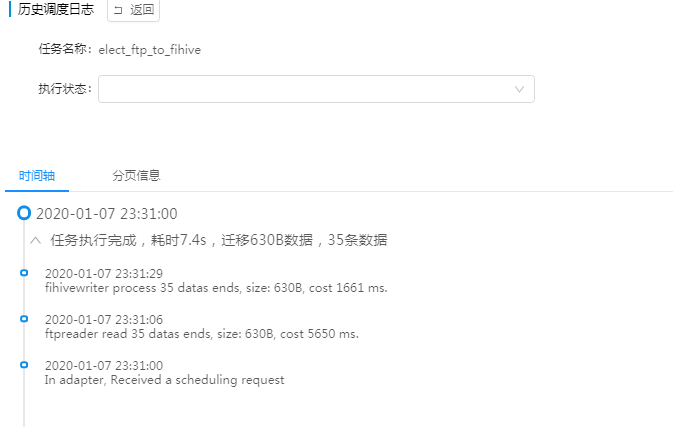 历史调度日志 返回
任务名称: elect_ftp_to_fihive
执行状态:
时间轴 分页信息
2020-01-07 23:31:00
任务执行完成，耗时7.4s，迁移630B数据，35条数据
2020-01-07 23:31:29
fihivewriter process 35 datas ends, size: 630B, cost 1661 ms.
2020-01-07 23:31:06
ftpreader read 35 datas ends, size: 630B, cost 5650 ms.
2020-01-07 23:31:00
In adapter, Received a scheduling request